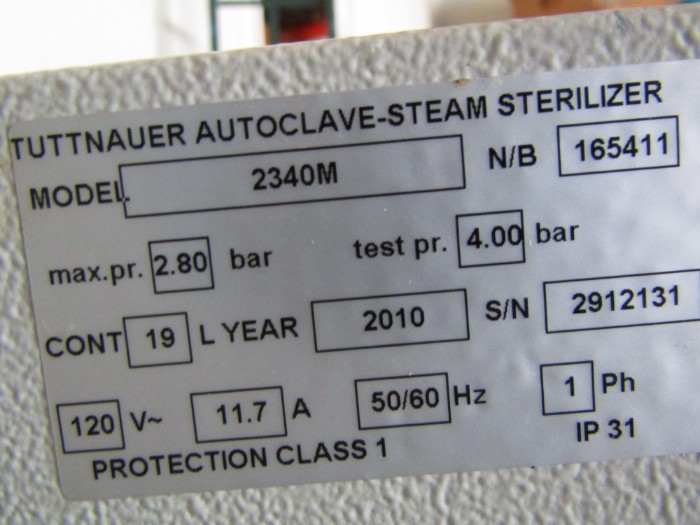 TUTTNAUER AUTOCLAVE-STEAM STERILIZER
MODEL 2340M N/B 165411
max.pr. 2.80 bar test pr. 4.00 bar
CONT 19 L YEAR 2010 S/N 2912131
120 V~ 11.7 A 50/60 Hz 1 Ph
PROTECTION CLASS 1 IP 31